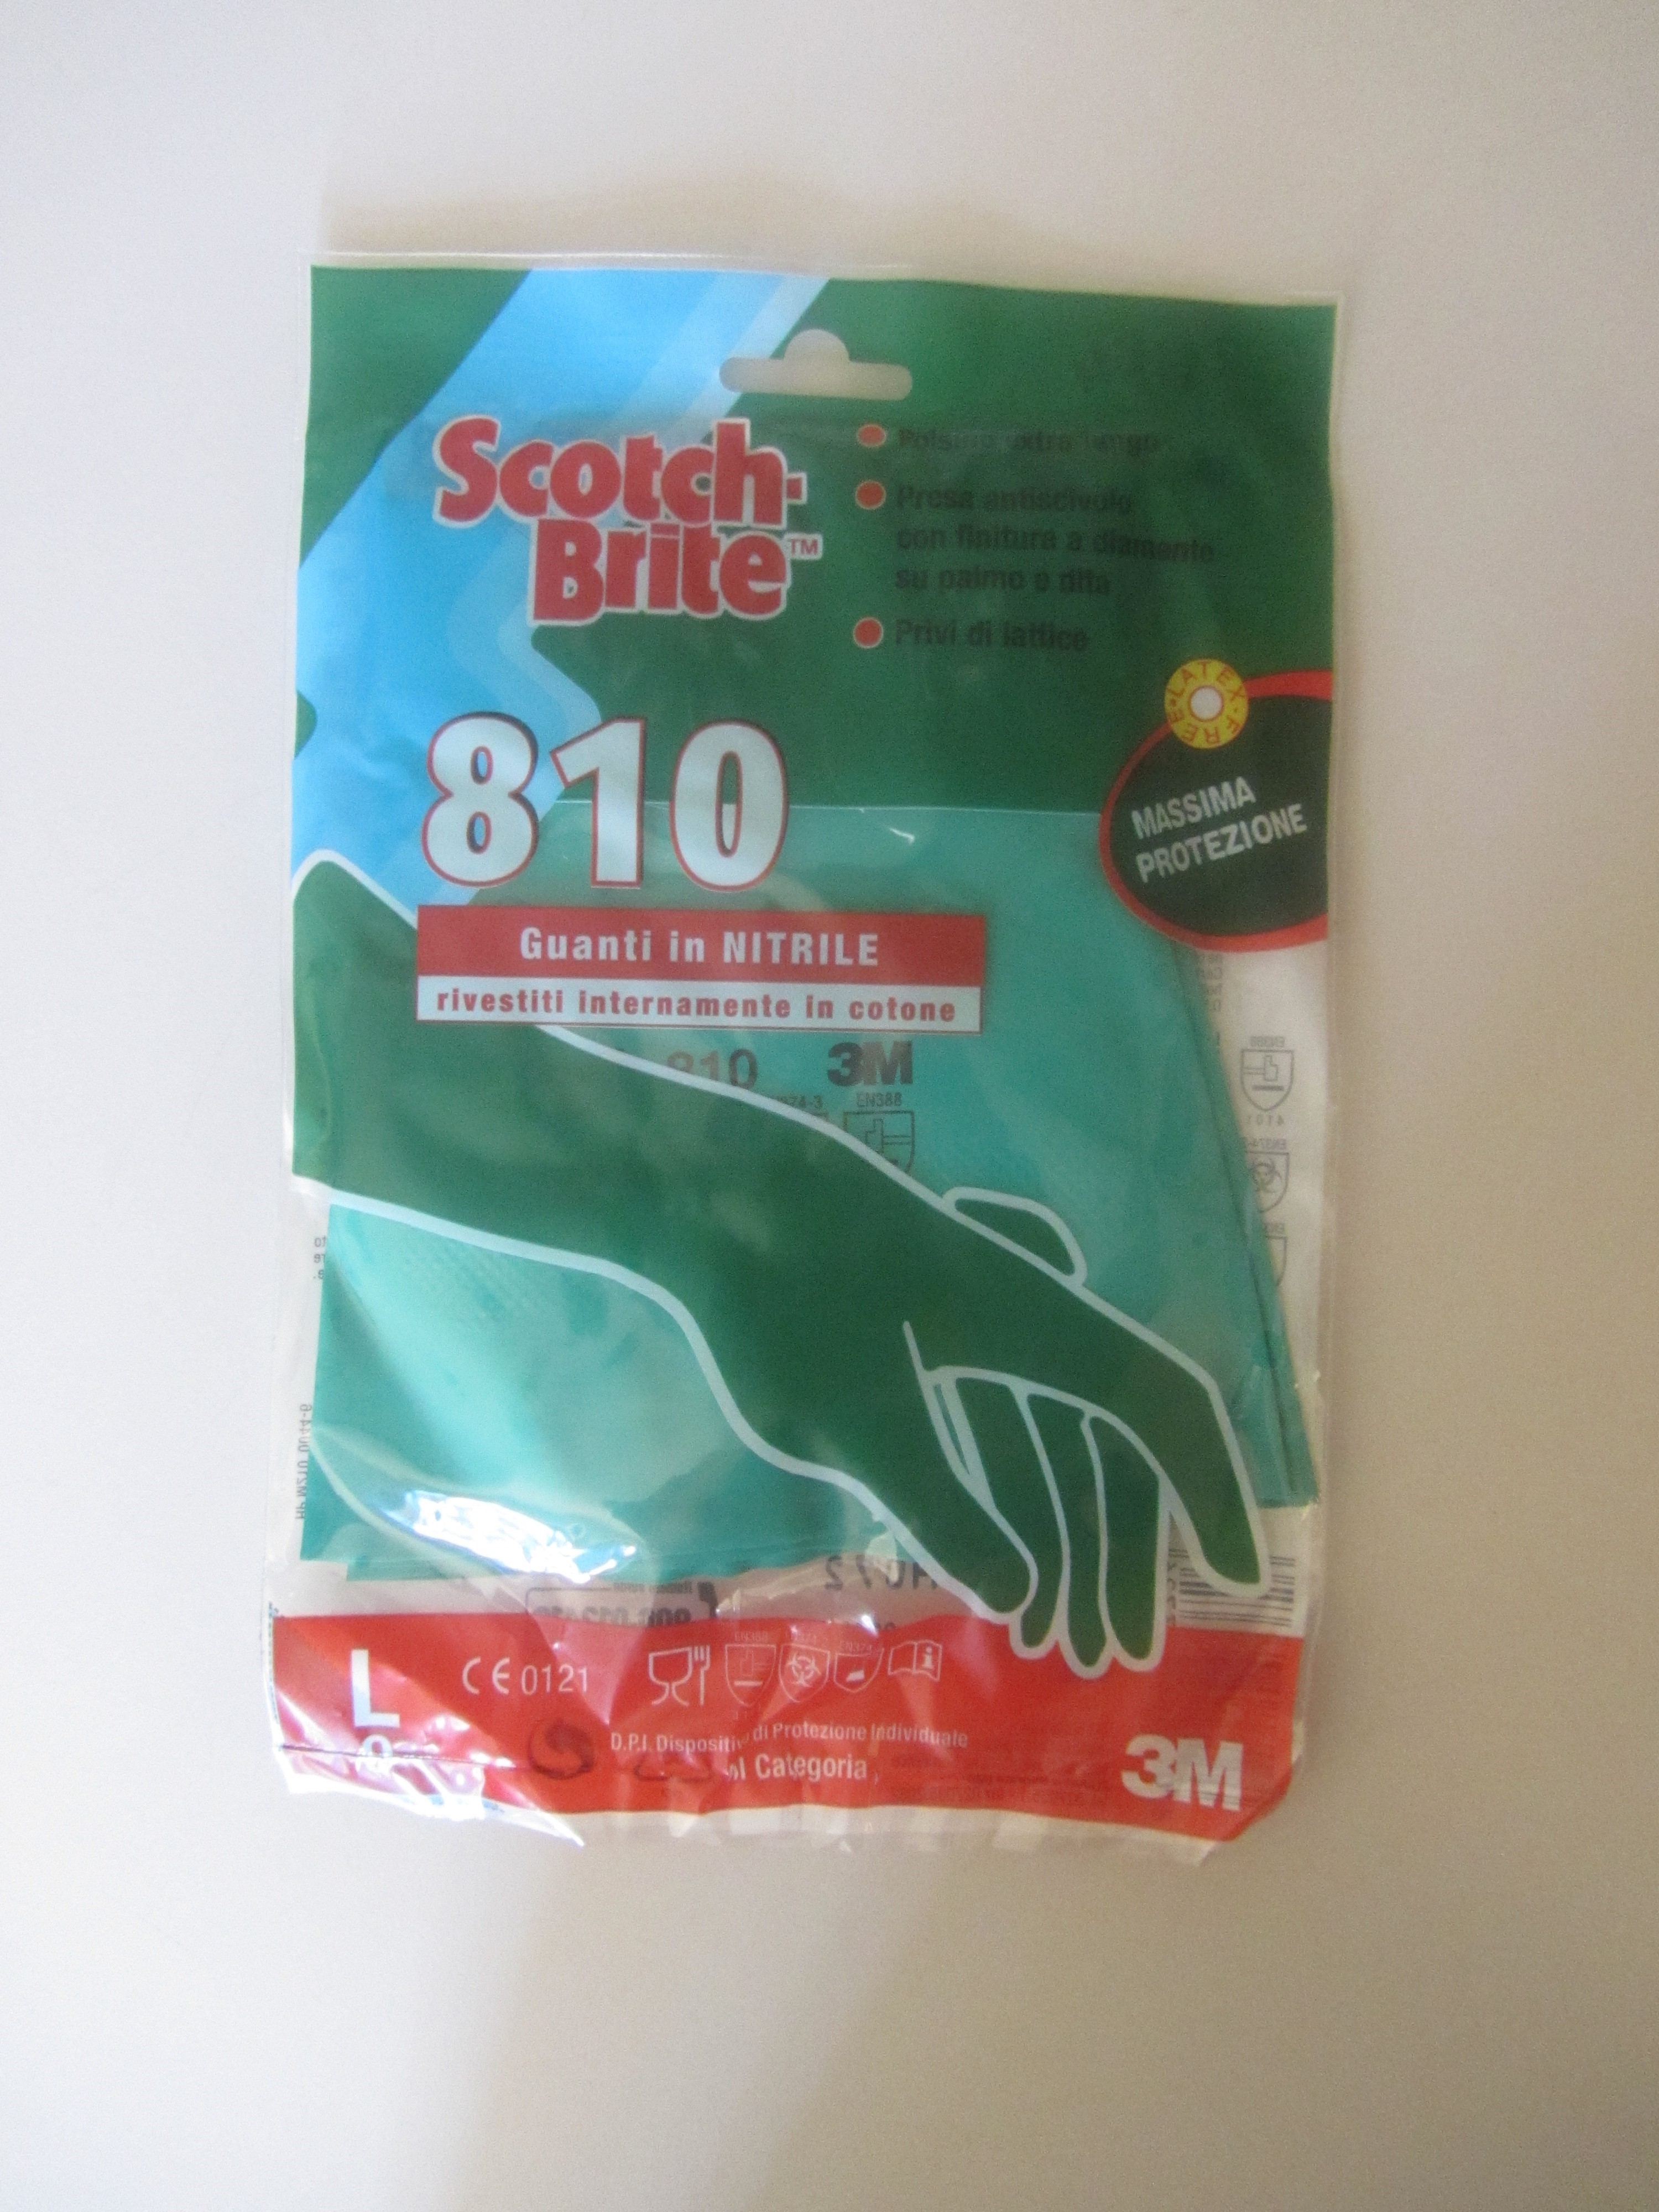 Scotch-
Brite™
Polsino extra lungo
Presa antiscivolo
con finitura a diamante
su palmo e dita
Privi di lattice
LATEX FREE
MASSIMA
PROTEZIONE
810
Guanti in NITRILE
rivestiti internamente in cotone
810 3M
EN388
L
CE 0121
EN388
D.P.I. Dispositivi di Protezione Individuale
Categoria
3M